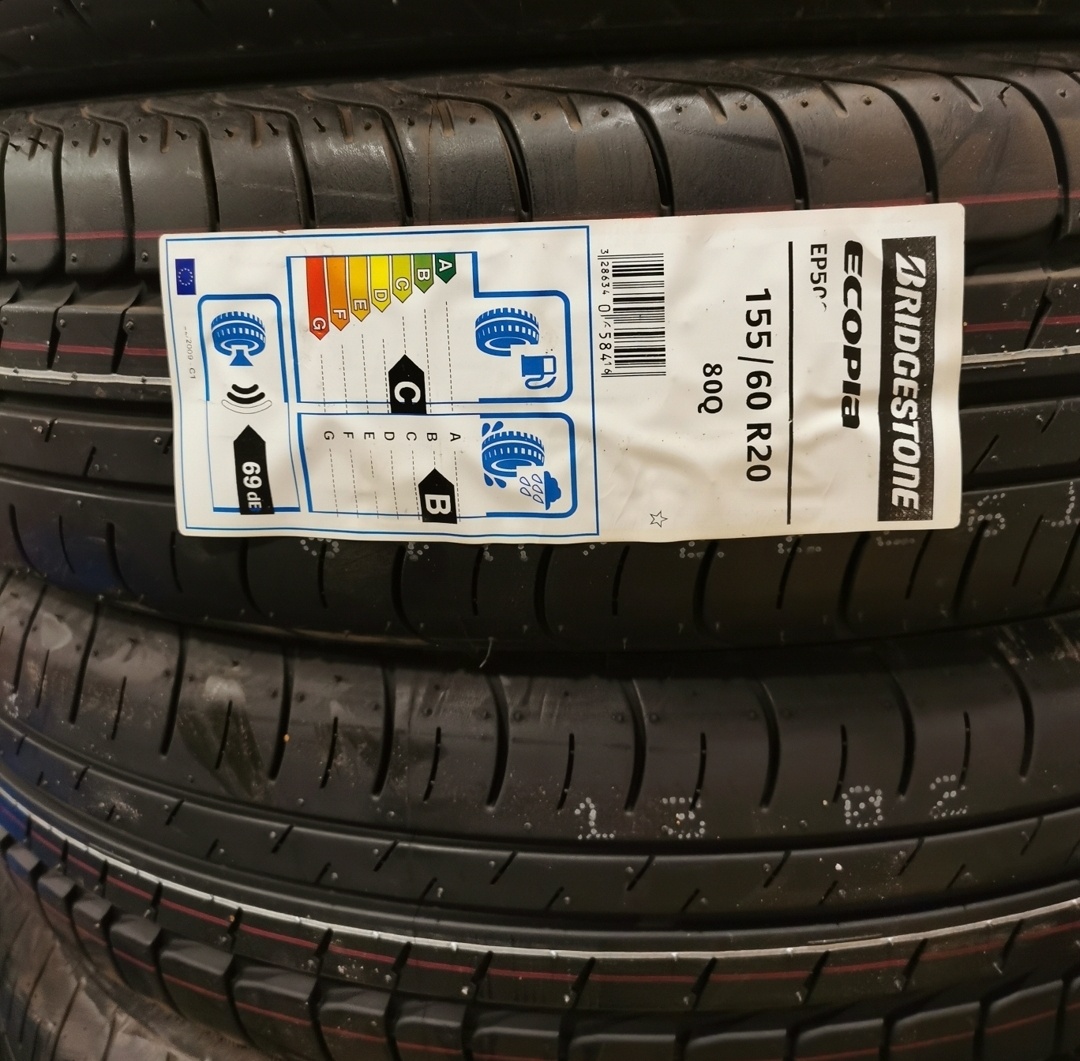 BRIDGESTONE
ECOPIA
155/60 R20
80Q
A
B
C
D
E
F
G
C
A
B
C
D
E
F
G
B
69 dB